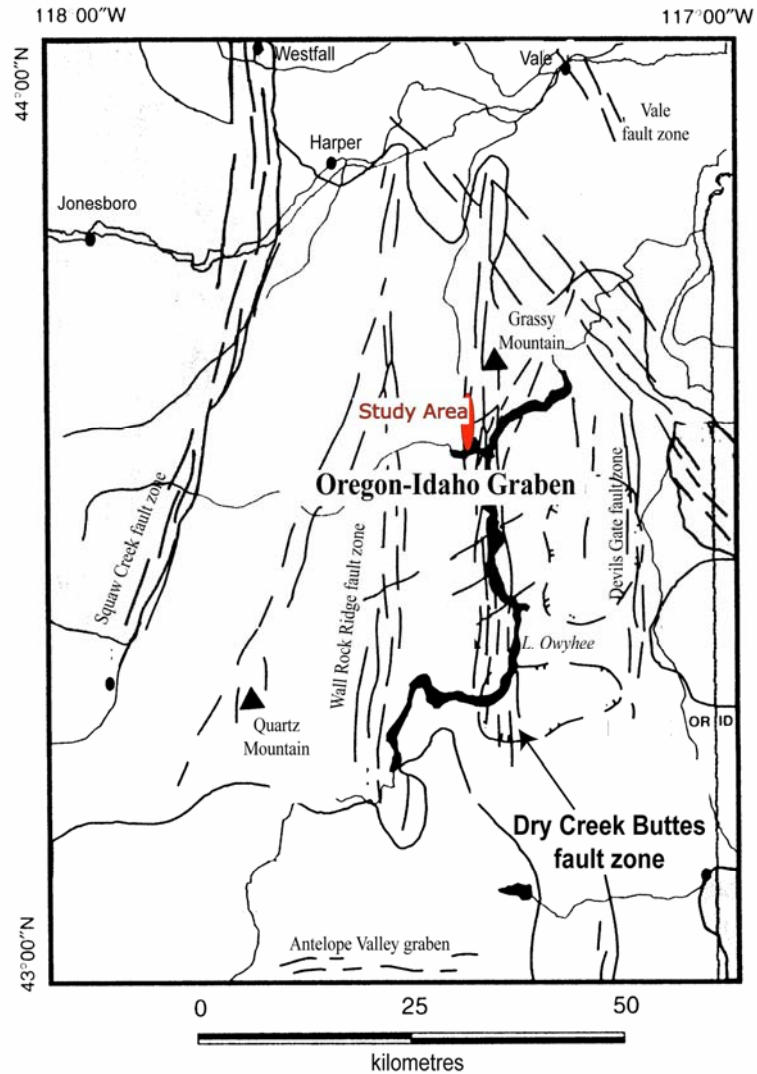 118°00"W
117°00"W
44°00"N
Westfall
Vale
Vale
fault zone
Harper
Jonesboro
Grassy
Mountain
Study Area
Oregon-Idaho Graben
Squaw Creek fault zone
Wall Rock Ridge fault zone
Devils Gate fault zone
L. Owyhee
Quartz
Mountain
OR ID
Dry Creek Buttes
fault zone
Antelope Valley graben
43°00"N
0 25 50
kilometres